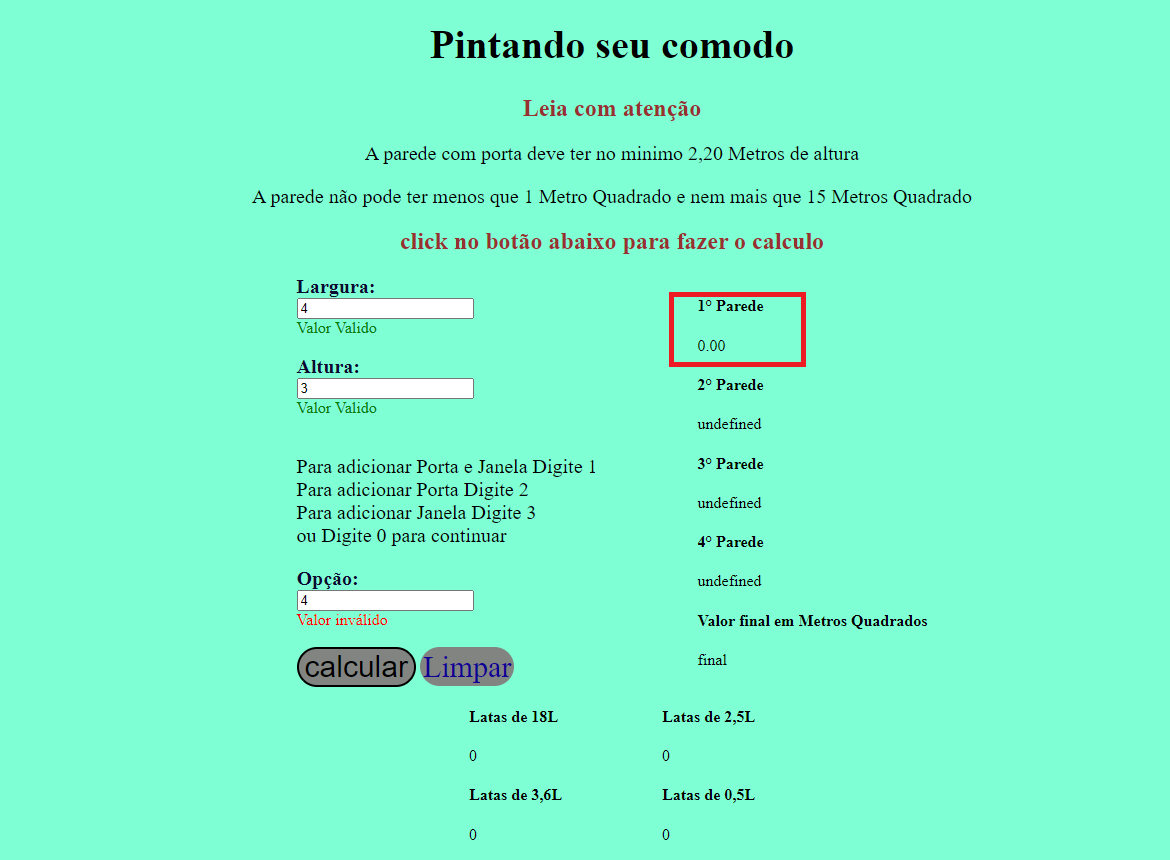 Pintando seu comodo
Leia com atenção
A parede com porta deve ter no minimo 2,20 Metros de altura
A parede não pode ter menos que 1 Metro Quadrado e nem mais que 15 Metros Quadrado
click no botão abaixo para fazer o calculo
Largura:
4
Valor Valido
Altura:
3
Valor Valido
Para adicionar Porta e Janela Digite 1
Para adicionar Porta Digite 2
Para adicionar Janela Digite 3
ou Digite 0 para continuar
Opção:
4
Valor inválido
calcular Limpar
1° Parede
0.00
2° Parede
undefined
3° Parede
undefined
4° Parede
undefined
Valor final em Metros Quadrados
final
Latas de 18L
0
Latas de 2,5L
0
Latas de 3,6L
0
Latas de 0,5L
0